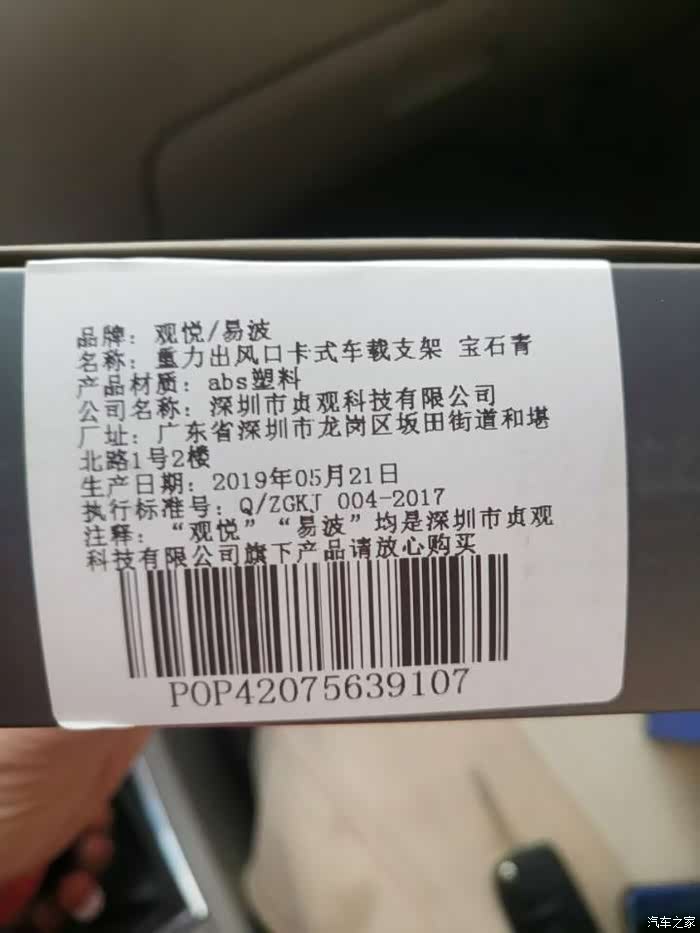 品牌：观悦/易波
名称：重力出风口卡式车载支架 宝石青
产品材质：abs塑料
公司名称：深圳市贞观科技有限公司
厂址：广东省深圳市龙岗区坂田街道和堪
北路1号2楼
生产日期：2019年05月21日
执行标准号：Q/ZGKJ 004-2017
注释：“观悦”“易波”均是深圳市贞观
科技有限公司旗下产品请放心购买
POP42075639107
汽车之家